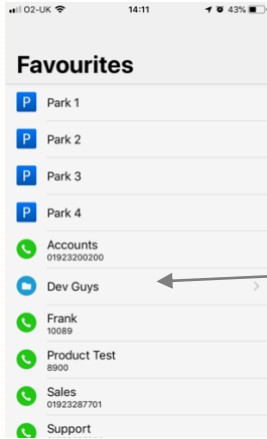 O2-UK 14:11 43%
Favourites
P Park 1
P Park 2
P Park 3
P Park 4
Accounts
01923200200
Dev Guys
Frank
10089
Product Test
8900
Sales
01923287701
Support